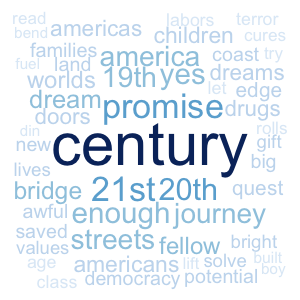 read americas labors terror
bend children cures
families america coast try
fuel land
worlds 19th yes dreams
let edge
dream promise drugs
doors
din century rolls
new gift
lives big
bridge 21st 20th quest
awful enough journey
saved streets fellow bright
values built
age americans lift solve boy
class democracy potential